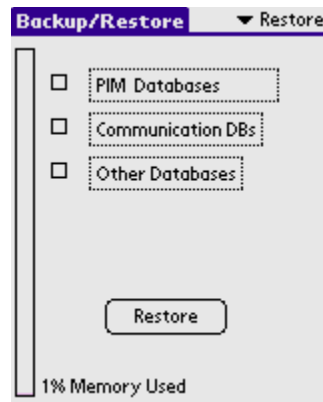 Backup/Restore ▼ Restore
PIM Databases
Communication DBs
Other Databases
Restore
1% Memory Used